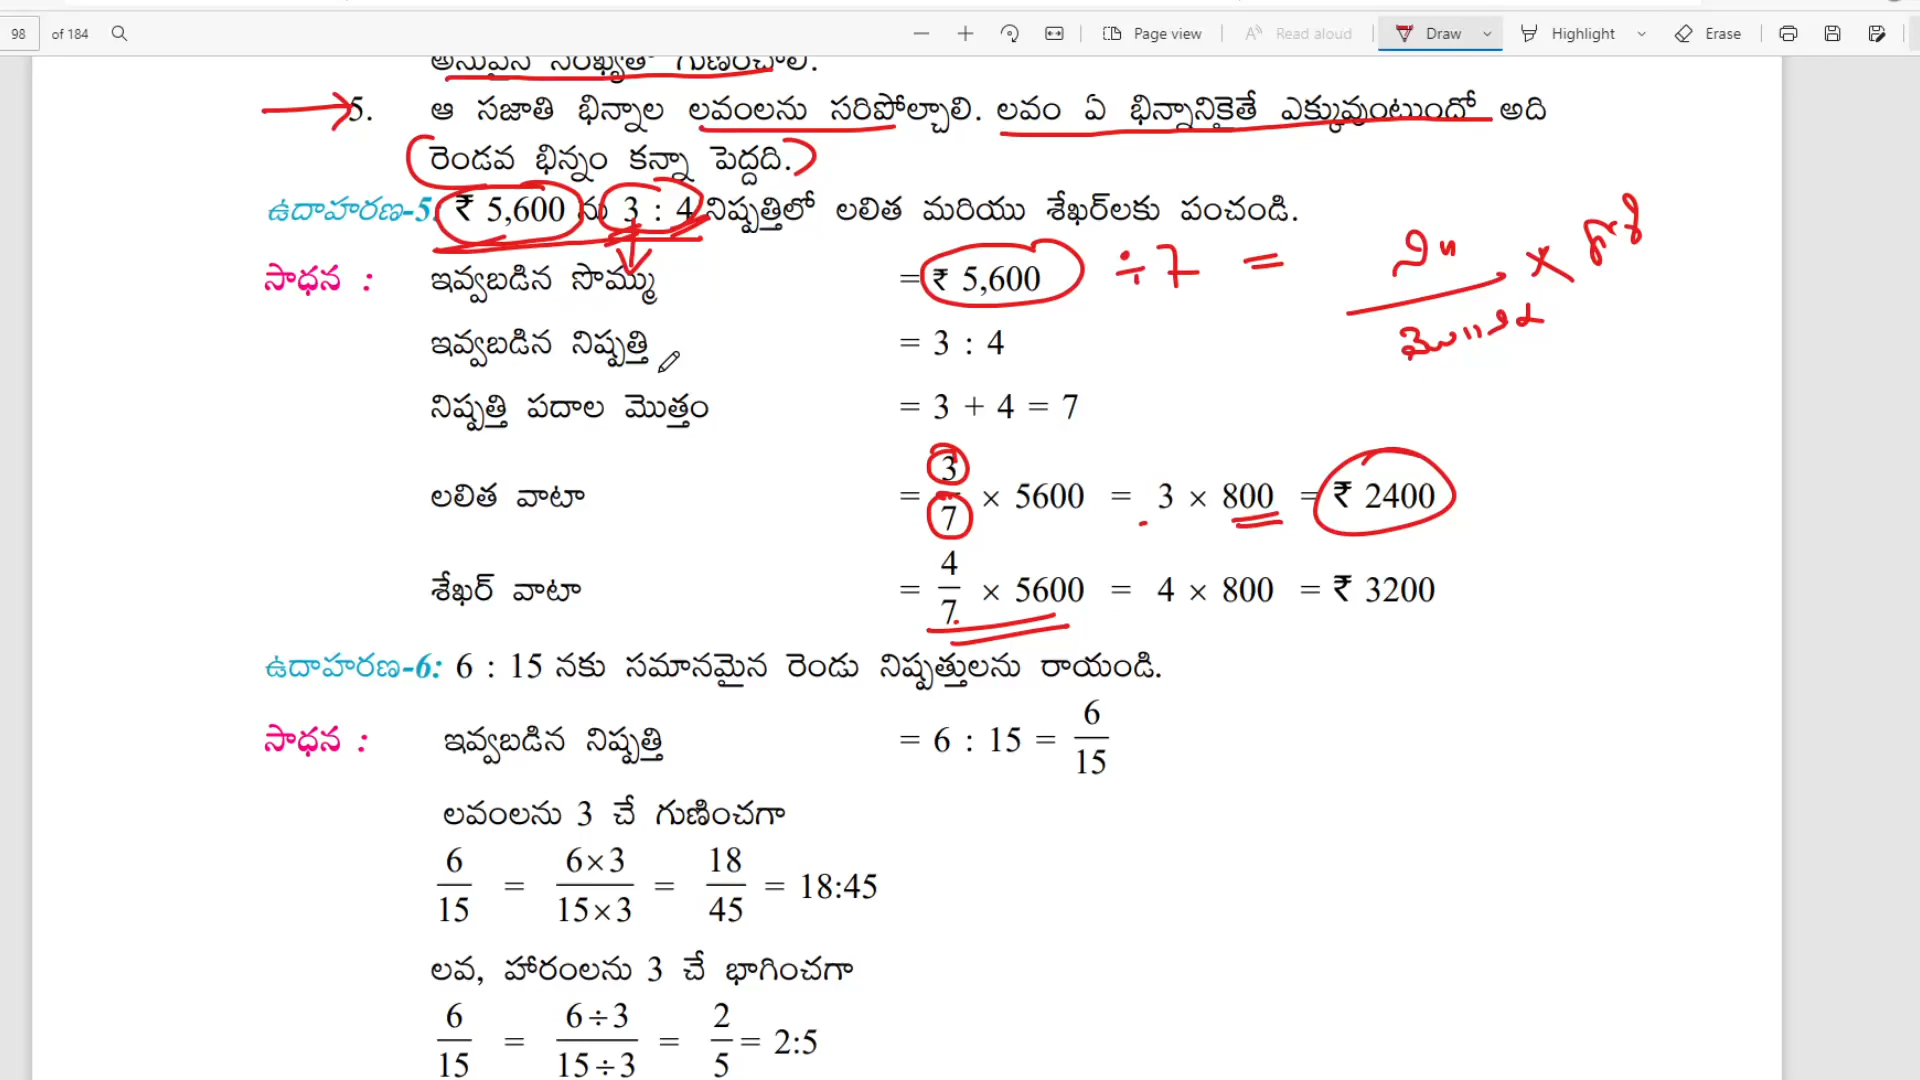 98 of 184 Page view Read aloud Draw Highlight Erase
అనువైన సంఖ్యతో గుణించాలి.
5. ఆ సజాతి భిన్నాల లవంలను సరిపోల్చాలి. లవం ఏ భిన్నానికైతే ఎక్కువుంటుందో అది
రెండవ భిన్నం కన్నా పెద్దది.
ఉదాహరణ-5. ₹ 5,600 ను 3 : 4 నిష్పత్తిలో లలిత మరియు శేఖర్‌లకు పంచండి.
సాధన : ఇవ్వబడిన సొమ్ము = ₹ 5,600 ÷7 =
ఇవ్వబడిన నిష్పత్తి = 3 : 4
నిష్పత్తి పదాల మొత్తం = 3 + 4 = 7
లలిత వాటా = 3/7 × 5600 = 3 × 800 = ₹ 2400
శేఖర్ వాటా = 4/7 × 5600 = 4 × 800 = ₹ 3200
ఉదాహరణ-6: 6 : 15 నకు సమానమైన రెండు నిష్పత్తులను రాయండి.
సాధన : ఇవ్వబడిన నిష్పత్తి = 6 : 15 = 6/15
లవంలను 3 చే గుణించగా
6/15 = 6×3/15×3 = 18/45 = 18:45
లవ, హారంలను 3 చే భాగించగా
6/15 = 6÷3/15÷3 = 2/5 = 2:5